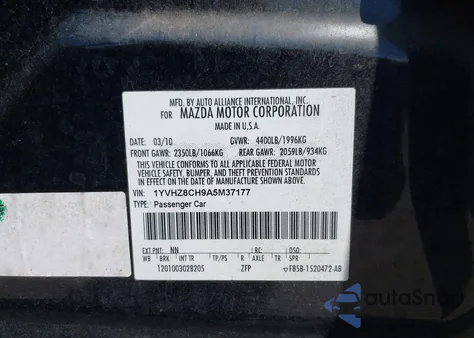 MFD. BY AUTO ALLIANCE INTERNATIONAL, INC.
FOR MAZDA MOTOR CORPORATION
MADE IN U.S.A.
03/10 GVWR: 4400LB/1996KG
FRONT GAWR: 2350LB/1066KG REAR GAWR: 2059LB/934KG
THIS VEHICLE CONFORMS TO ALL APPLICABLE FEDERAL MOTOR
VEHICLE SAFETY, BUMPER, AND THEFT PREVENTION STANDARDS
IN EFFECT ON THE DATE OF MANUFACTURE SHOWN ABOVE.
VIN: 1YVHZ8CH9A5M37177
TYPE: Passenger Car
EXT PNT: NN RC: DSO:
WB BRK INT TR TP/PS R AXLE TR SPR
1201003028205 ZFP FB5B-1520472-AB
autoSnap